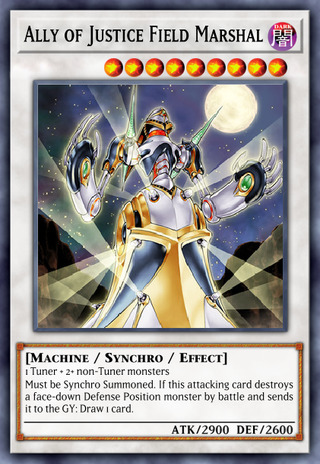 Ally of Justice Field Marshal
DARK
闇
[Machine / Synchro / Effect]
1 Tuner + 2+ non-Tuner monsters
Must be Synchro Summoned. If this attacking card destroys
a face-down Defense Position monster by battle and sends
it to the GY: Draw 1 card.
ATK/2900 DEF/2600